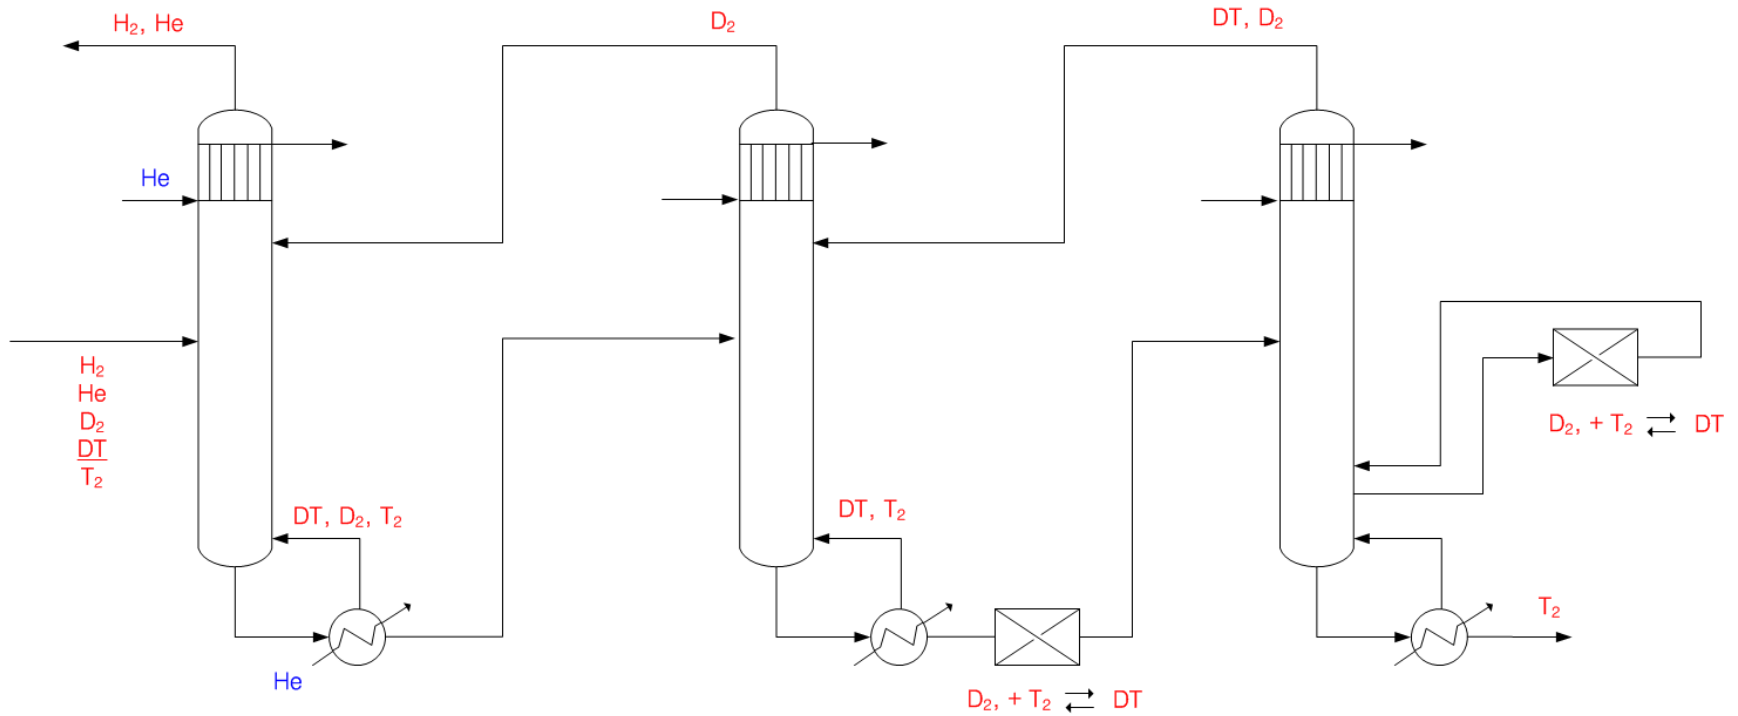 H₂, He
D₂
DT, D₂
He
H₂
He
D₂
DT
T₂
D₂, + T₂ ⇄ DT
DT, D₂, T₂
DT, T₂
T₂
He
D₂, + T₂ ⇄ DT